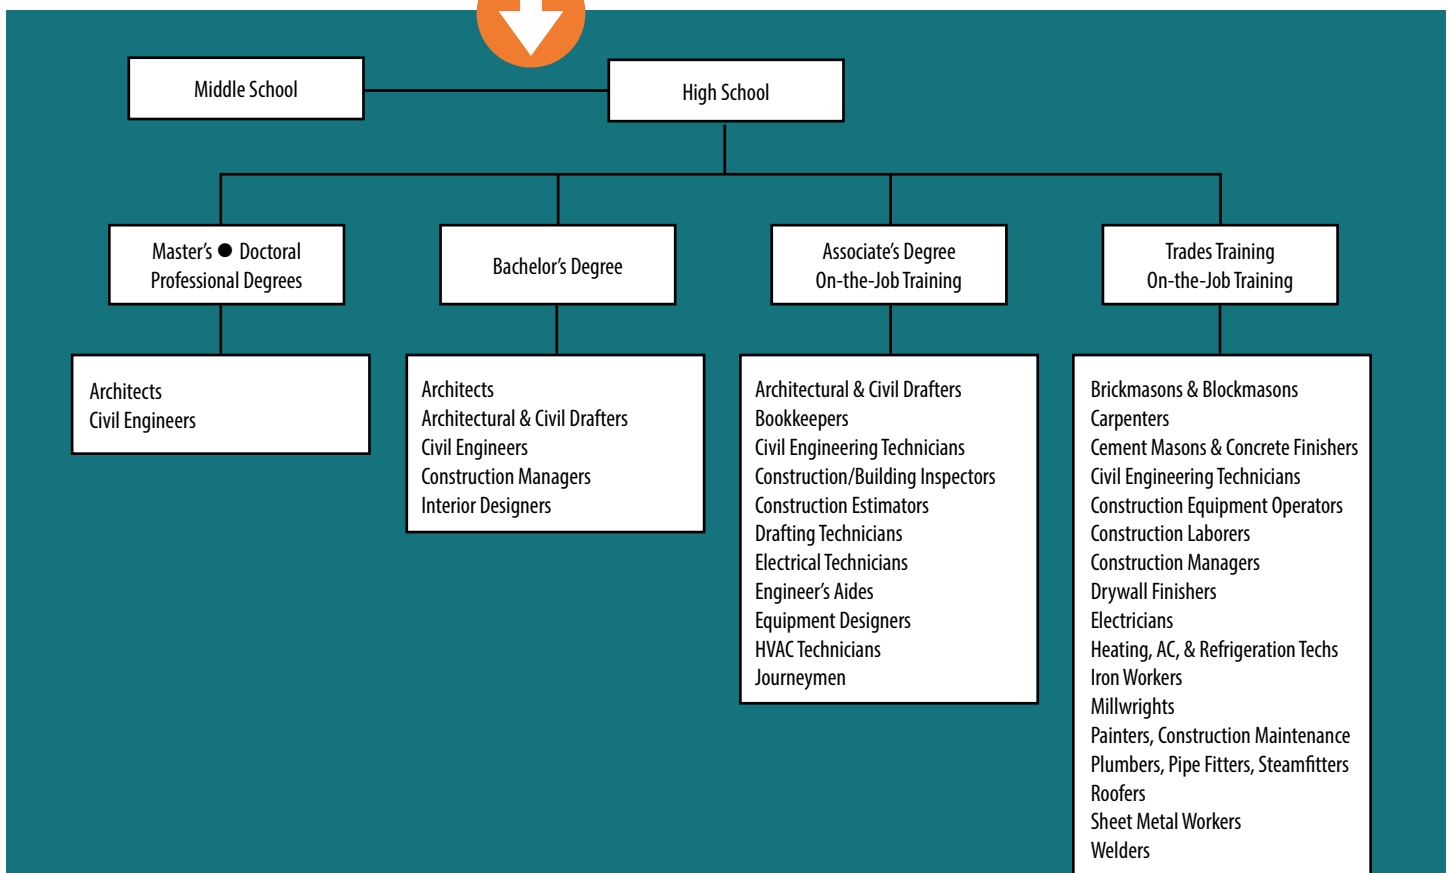 Middle School
High School
Master's ● Doctoral
Professional Degrees
Bachelor's Degree
Associate's Degree
On-the-Job Training
Trades Training
On-the-Job Training
Architects
Civil Engineers
Architects
Architectural & Civil Drafters
Civil Engineers
Construction Managers
Interior Designers
Architectural & Civil Drafters
Bookkeepers
Civil Engineering Technicians
Construction/Building Inspectors
Construction Estimators
Drafting Technicians
Electrical Technicians
Engineer's Aides
Equipment Designers
HVAC Technicians
Journeymen
Brickmasons & Blockmasons
Carpenters
Cement Masons & Concrete Finishers
Civil Engineering Technicians
Construction Equipment Operators
Construction Laborers
Construction Managers
Drywall Finishers
Electricians
Heating, AC, & Refrigeration Techs
Iron Workers
Millwrights
Painters, Construction Maintenance
Plumbers, Pipe Fitters, Steamfitters
Roofers
Sheet Metal Workers
Welders